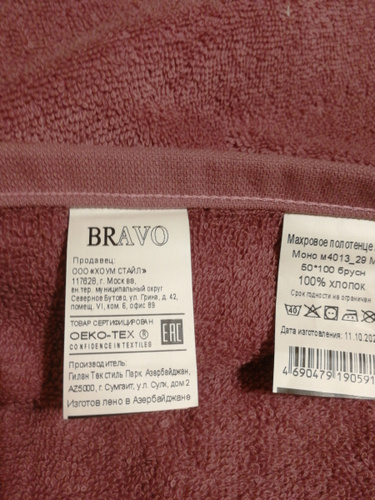 BRAVO
Продавец:
ООО «ХОУМ СТАЙЛ»
117628, г. Москва,
вн.тер. муниципальный округ
Северное Бутово, ул. Грина, д. 42,
помещ. VI, ком. 6, офис 69
ТОВАР СЕРТИФИЦИРОВАН
OEKO-TEX ®
CONFIDENCE IN TEXTILES
EAC
Производитель:
Гилан Текстиль Парк. Азербайджан,
AZ5000, г. Сумгаит, ул. Сулх, дом 2
Изготовлено в Азербайджане
Махровое полотенце
Моно м4013_29
50*100 брусн
100% хлопок
Срок годности не ограничен
40
Дата изготовления: 11.10.202
4 690479 190591